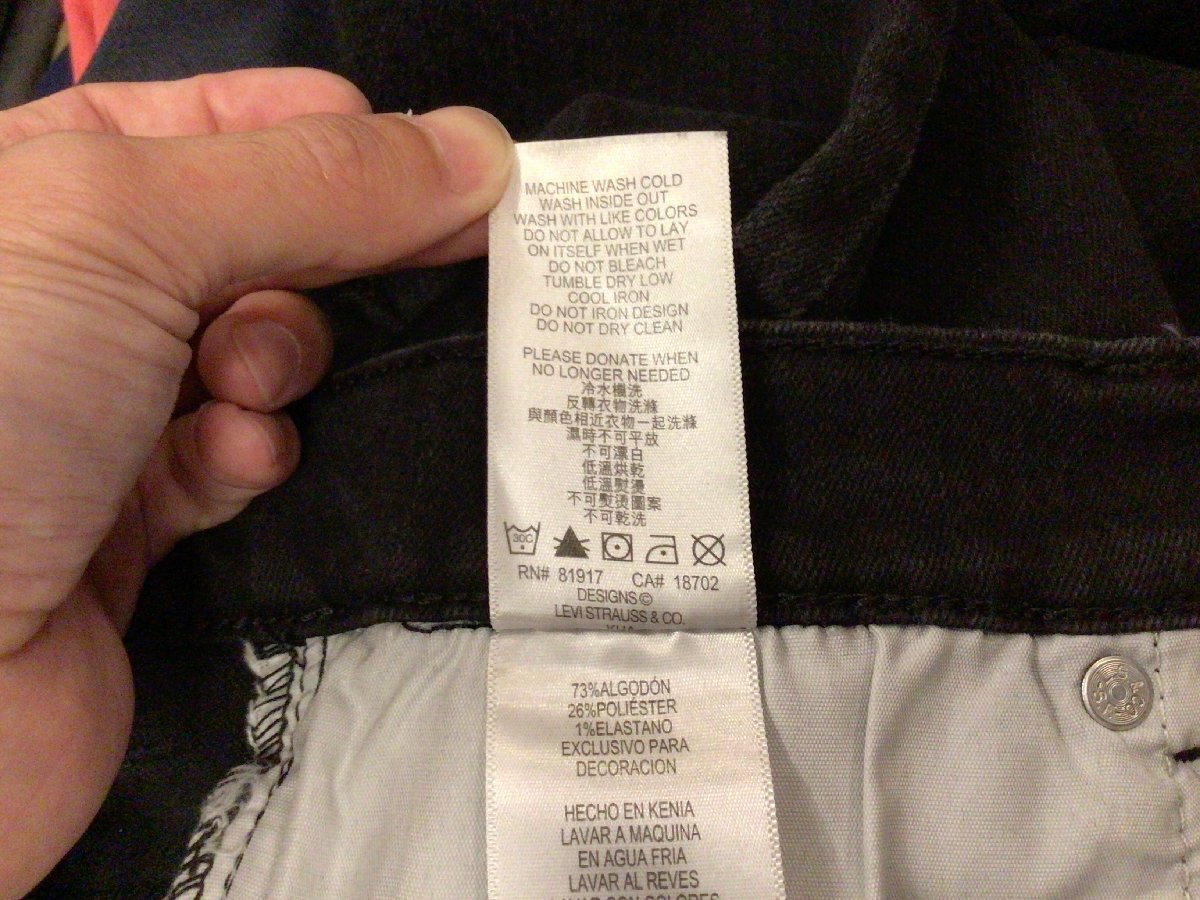 MACHINE WASH COLD
WASH INSIDE OUT
WASH WITH LIKE COLORS
DO NOT ALLOW TO LAY
ON ITSELF WHEN WET
DO NOT BLEACH
TUMBLE DRY LOW
COOL IRON
DO NOT IRON DESIGN
DO NOT DRY CLEAN
PLEASE DONATE WHEN
NO LONGER NEEDED
冷水機洗
反轉衣物洗滌
與顏色相近衣物一起洗滌
濕時不可平放
不可漂白
低溫烘乾
低溫熨燙
不可熨烫圖案
不可乾洗
30C
RN# 81917 CA# 18702
DESIGNS©
LEVI STRAUSS & CO.
73%ALGODÓN
26%POLIÉSTER
1%ELASTANO
EXCLUSIVO PARA
DECORACION
HECHO EN KENIA
LAVAR A MAQUINA
EN AGUA FRIA
LAVAR AL REVES
LAVAR CON COLORES